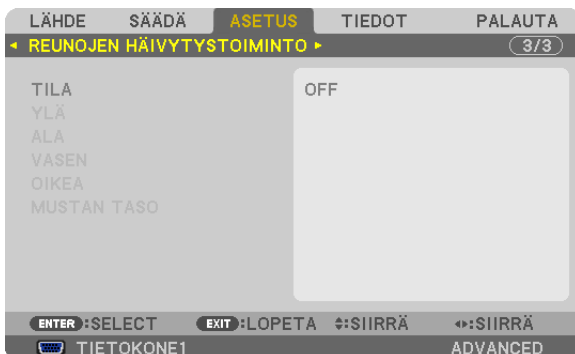 LÄHDE SÄÄDÄ ASETUS TIEDOT PALAUTA
REUNOJEN HÄIVYTYSTOIMINTO 3/3
TILA OFF
YLÄ
ALA
VASEN
OIKEA
MUSTAN TASO
ENTER :SELECT EXIT :LOPETA :SIIRRÄ :SIIRRÄ
TIETOKONE1 ADVANCED